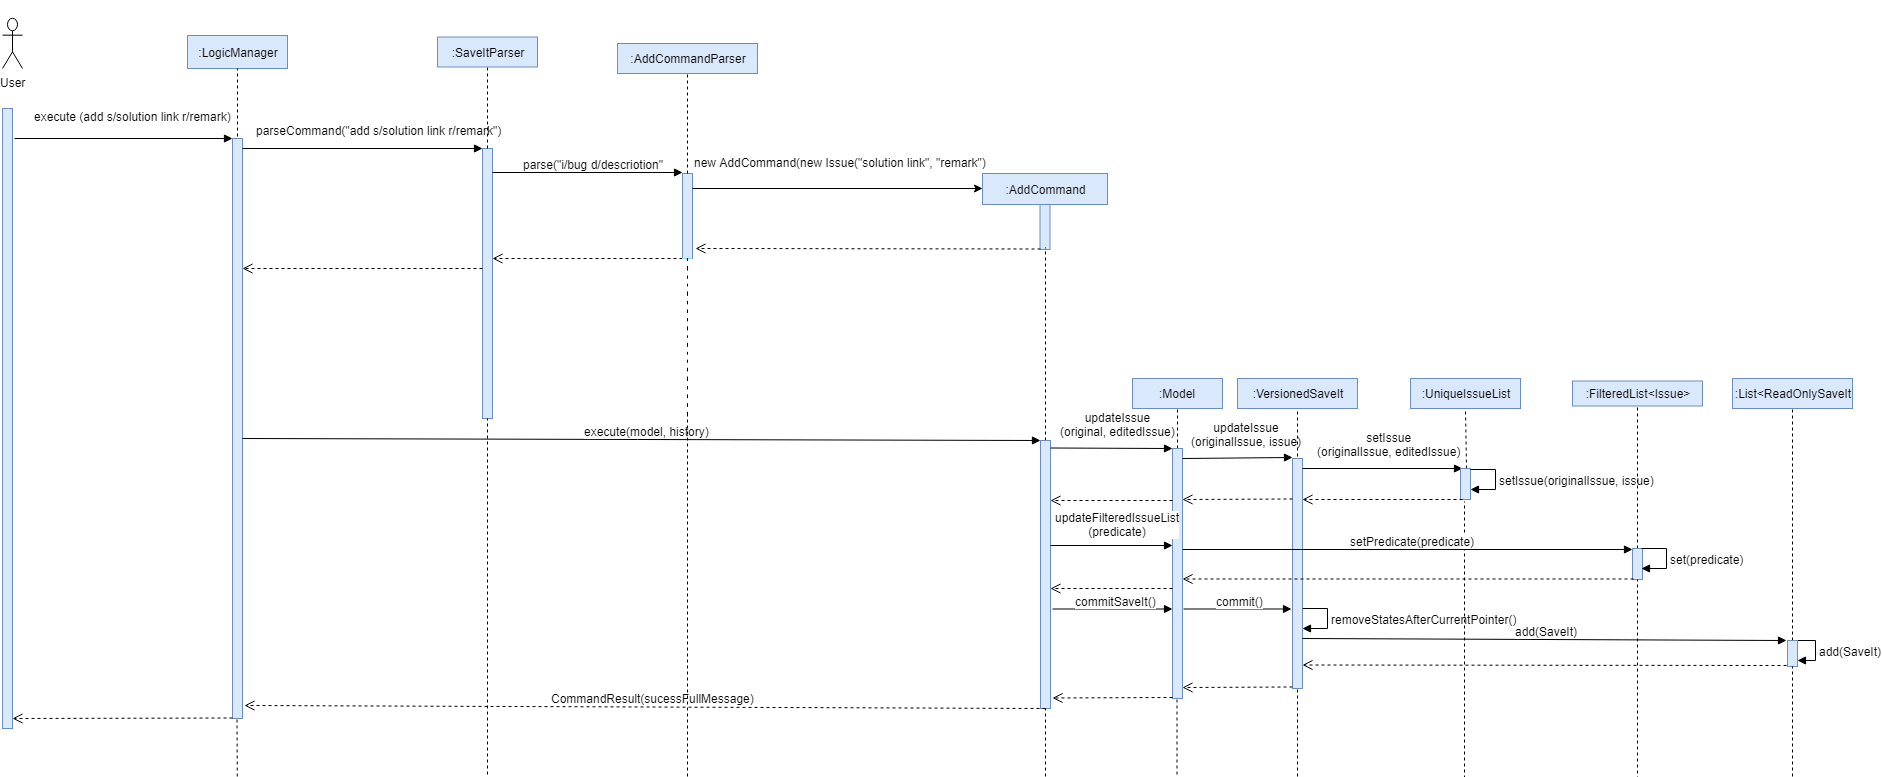 User
:LogicManager
:SaveItParser
:AddCommandParser
execute (add s/solution link r/remark)
parseCommand("add s/solution link r/remark")
parse("i/bug d/descriotion"
new AddCommand(new Issue("solution link", "remark")
:AddCommand
:Model
:VersionedSaveIt
:UniqueIssueList
:FilteredList<Issue>
:List<ReadOnlySaveIt
execute(model, history)
updateIssue
(original, editedIssue)
updateIssue
(originalIssue, issue)
setIssue
(originalIssue, editedIssue)
setIssue(originalIssue, issue)
updateFilteredIssueList
(predicate)
setPredicate(predicate)
set(predicate)
commitSaveIt()
commit()
removeStatesAfterCurrentPointer()
add(SaveIt)
add(SaveIt)
CommandResult(sucessFullMessage)